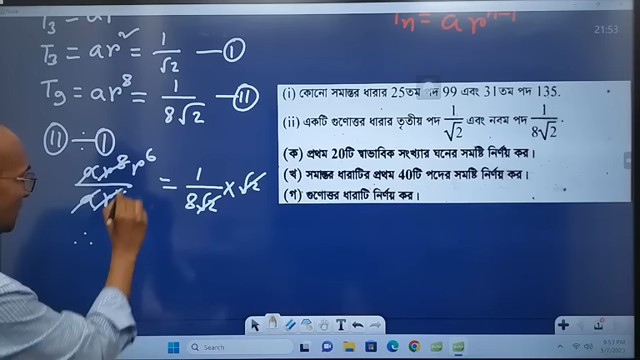 T₃ = ar
Tₙ = arⁿ⁻¹
21:53
T₃ = ar² = 1/√2 — (I)
T₉ = ar⁸ = 1/8√2 — (II)
(i) কোনো সমান্তর ধারার 25তম পদ 99 এবং 31তম পদ 135.
(ii) একটি গুণোত্তর ধারার তৃতীয় পদ 1/√2 এবং নবম পদ 1/8√2.
(ক) প্রথম 20টি স্বাভাবিক সংখ্যার ঘনের সমষ্টি নির্ণয় কর।
(খ) সমান্তর ধারাটির প্রথম 40টি পদের সমষ্টি নির্ণয় কর।
(গ) গুণোত্তর ধারাটি নির্ণয় কর।
(II) ÷ (I)
ar⁸ r⁶ = 1/8√2 × √2
∴
Search
8:53 PM